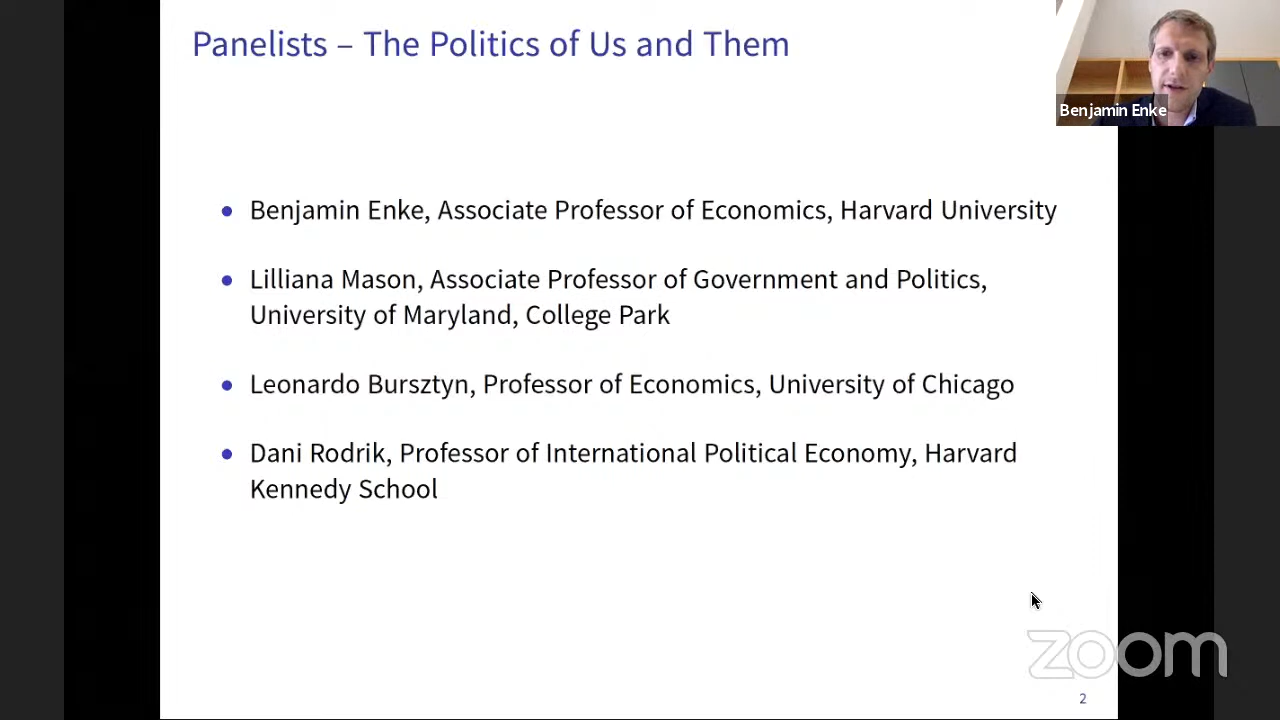 Panelists – The Politics of Us and Them
Benjamin Enke
• Benjamin Enke, Associate Professor of Economics, Harvard University
• Lilliana Mason, Associate Professor of Government and Politics,
University of Maryland, College Park
• Leonardo Bursztyn, Professor of Economics, University of Chicago
• Dani Rodrik, Professor of International Political Economy, Harvard
Kennedy School
zoom
2